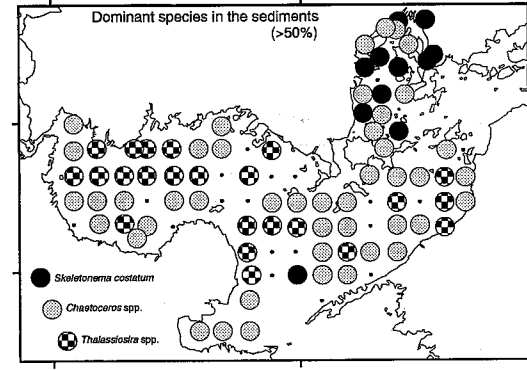 Dominant species in the sediments
(>50%)
Skeletonema costatum
Chaetoceros spp.
Thalassiosira spp.